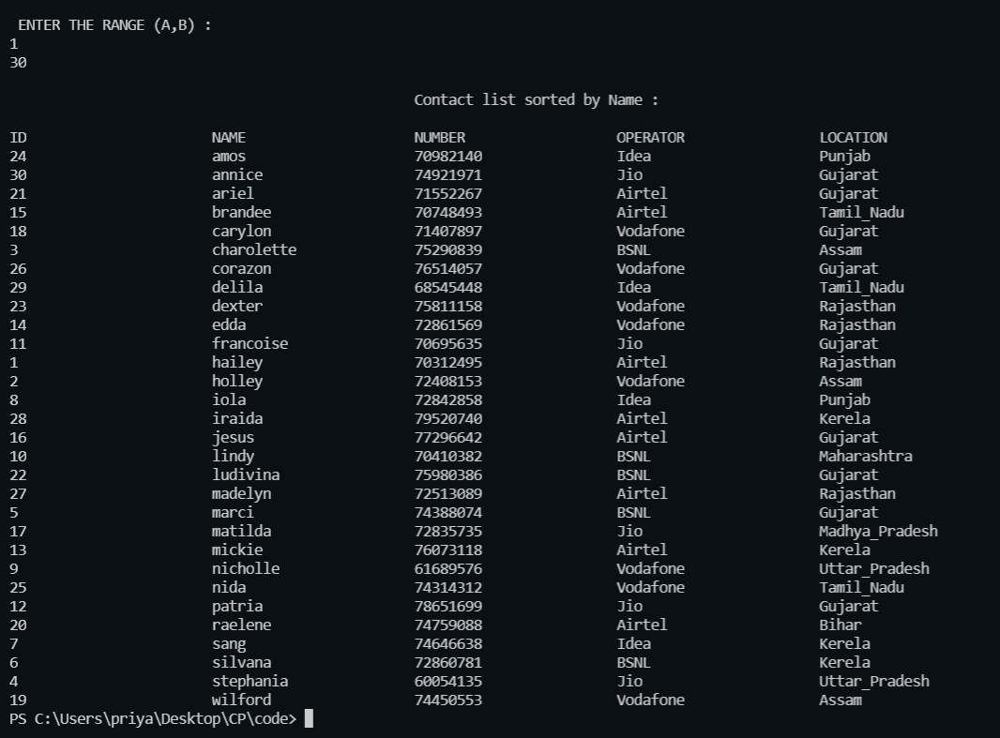 ENTER THE RANGE (A,B) :
1
30
Contact list sorted by Name :
ID NAME NUMBER OPERATOR LOCATION
24 amos 70982140 Idea Punjab
30 annice 74921971 Jio Gujarat
21 ariel 71552267 Airtel Gujarat
15 brandee 70748493 Airtel Tamil_Nadu
18 carylon 71407897 Vodafone Gujarat
3 charolette 75290839 BSNL Assam
26 corazon 76514057 Vodafone Gujarat
29 delila 68545448 Idea Tamil_Nadu
23 dexter 75811158 Vodafone Rajasthan
14 edda 72861569 Vodafone Rajasthan
11 francoise 70695635 Jio Gujarat
1 hailey 70312495 Airtel Rajasthan
2 holley 72408153 Vodafone Assam
8 iola 72842858 Idea Punjab
28 iraida 79520740 Airtel Kerela
16 jesus 77296642 Airtel Gujarat
10 lindy 70410382 BSNL Maharashtra
22 ludivina 75980386 BSNL Gujarat
27 madelyn 72513089 Airtel Rajasthan
5 marci 74388074 BSNL Gujarat
17 matilda 72835735 Jio Madhya_Pradesh
13 mickie 76073118 Airtel Kerela
9 nicholle 61689576 Vodafone Uttar_Pradesh
25 nida 74314312 Vodafone Tamil_Nadu
12 patria 78651699 Jio Gujarat
20 raelene 74759088 Airtel Bihar
7 sang 74646638 Idea Kerela
6 silvana 72860781 BSNL Kerela
4 stephania 60054135 Jio Uttar_Pradesh
19 wilford 74450553 Vodafone Assam
PS C:\Users\priya\Desktop\CP\code>